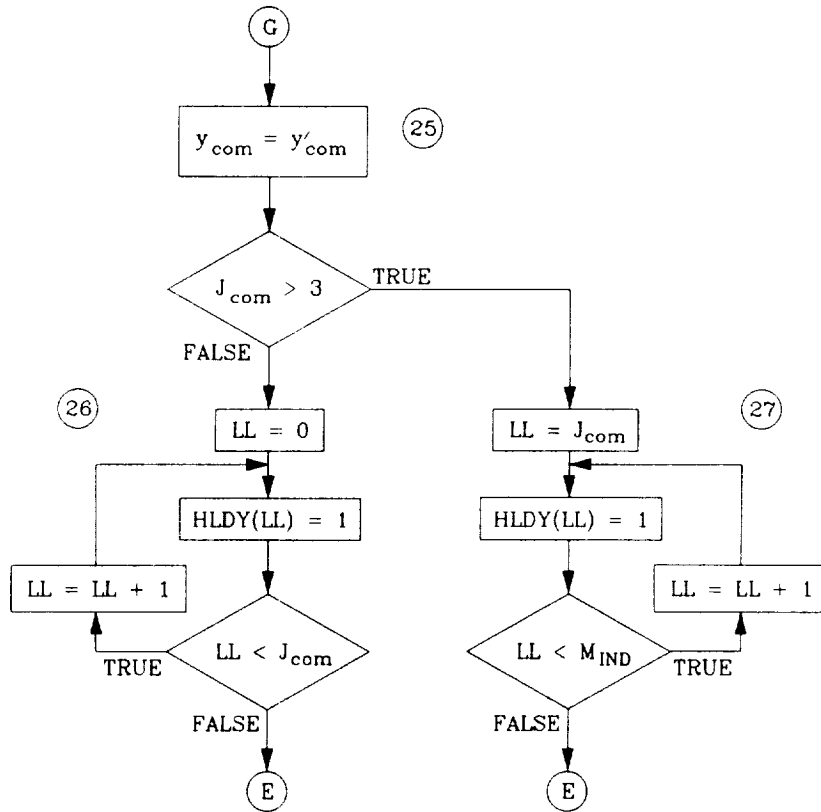 G
y_com = y'_com
25
J_com > 3
TRUE
FALSE
26
LL = 0
LL = J_com
27
HLDY(LL) = 1
HLDY(LL) = 1
LL = LL + 1
LL = LL + 1
LL < J_com
LL < M_IND
TRUE
TRUE
FALSE
FALSE
E
E